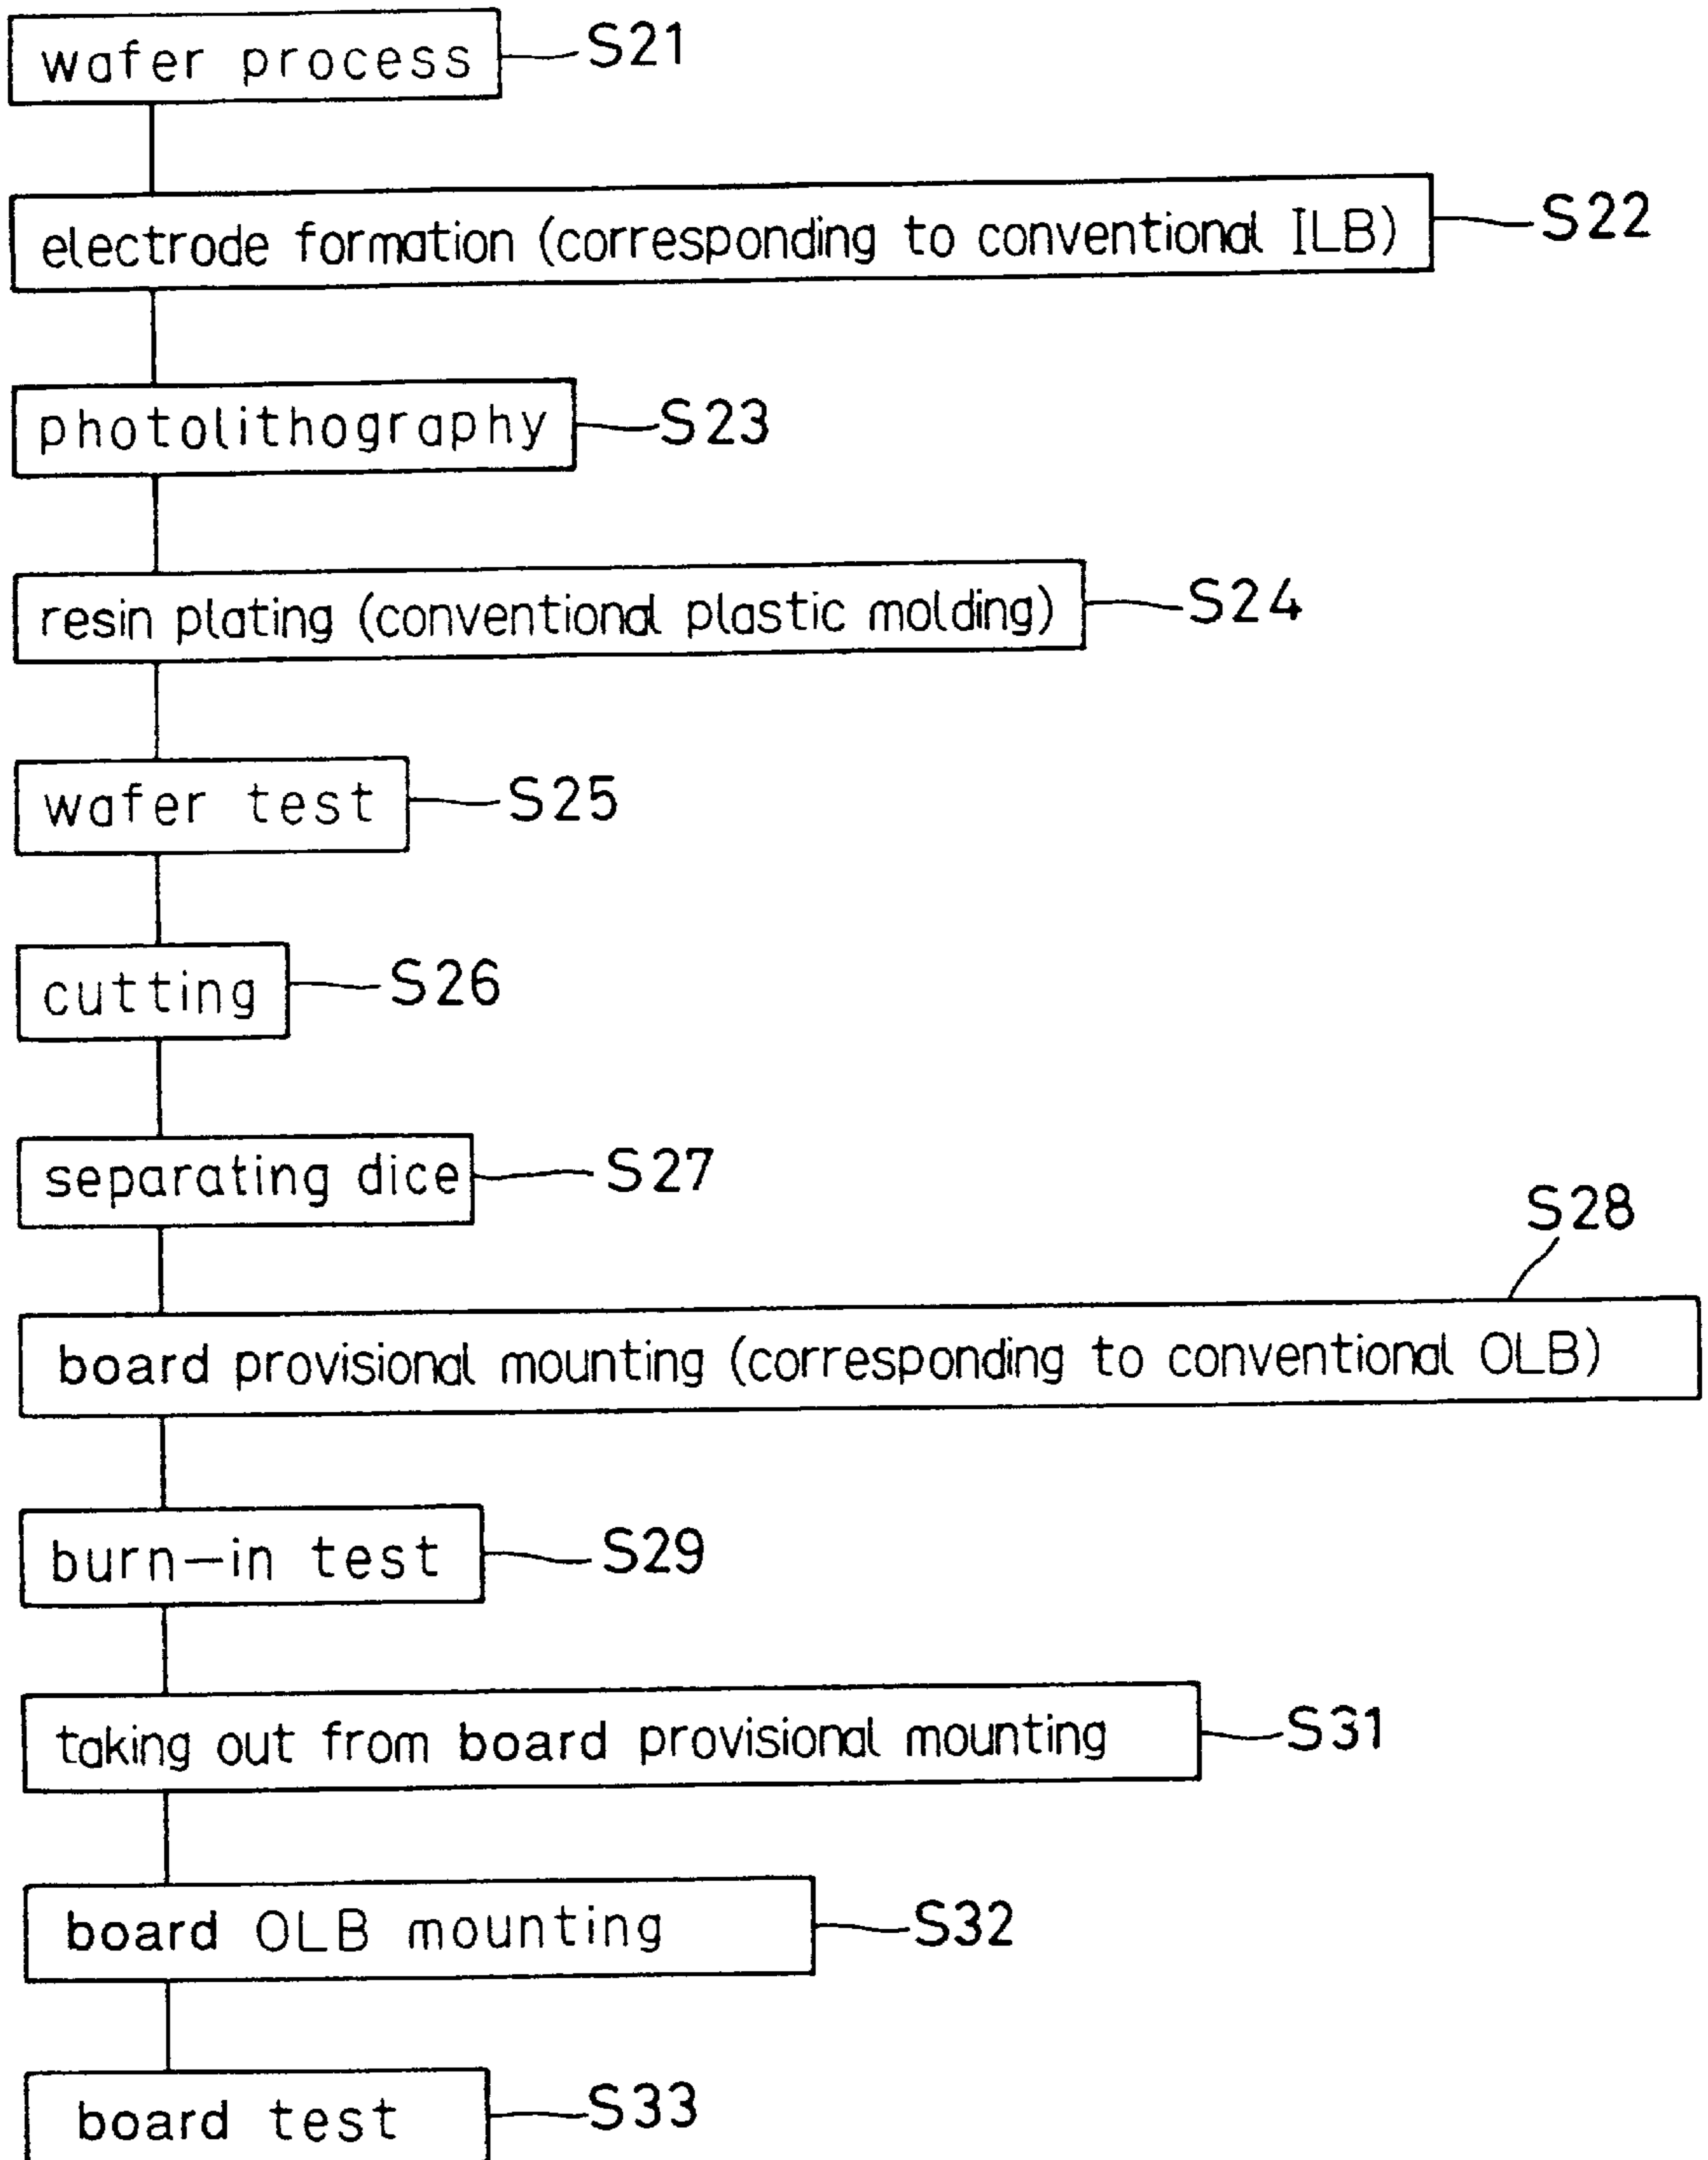 wafer process S21
electrode formation (corresponding to conventional ILB) S22
photolithography S23
resin plating (conventional plastic molding) S24
wafer test S25
cutting S26
separating dice S27
S28
board provisional mounting (corresponding to conventional OLB)
burn-in test S29
taking out from board provisional mounting S31
board OLB mounting S32
board test S33